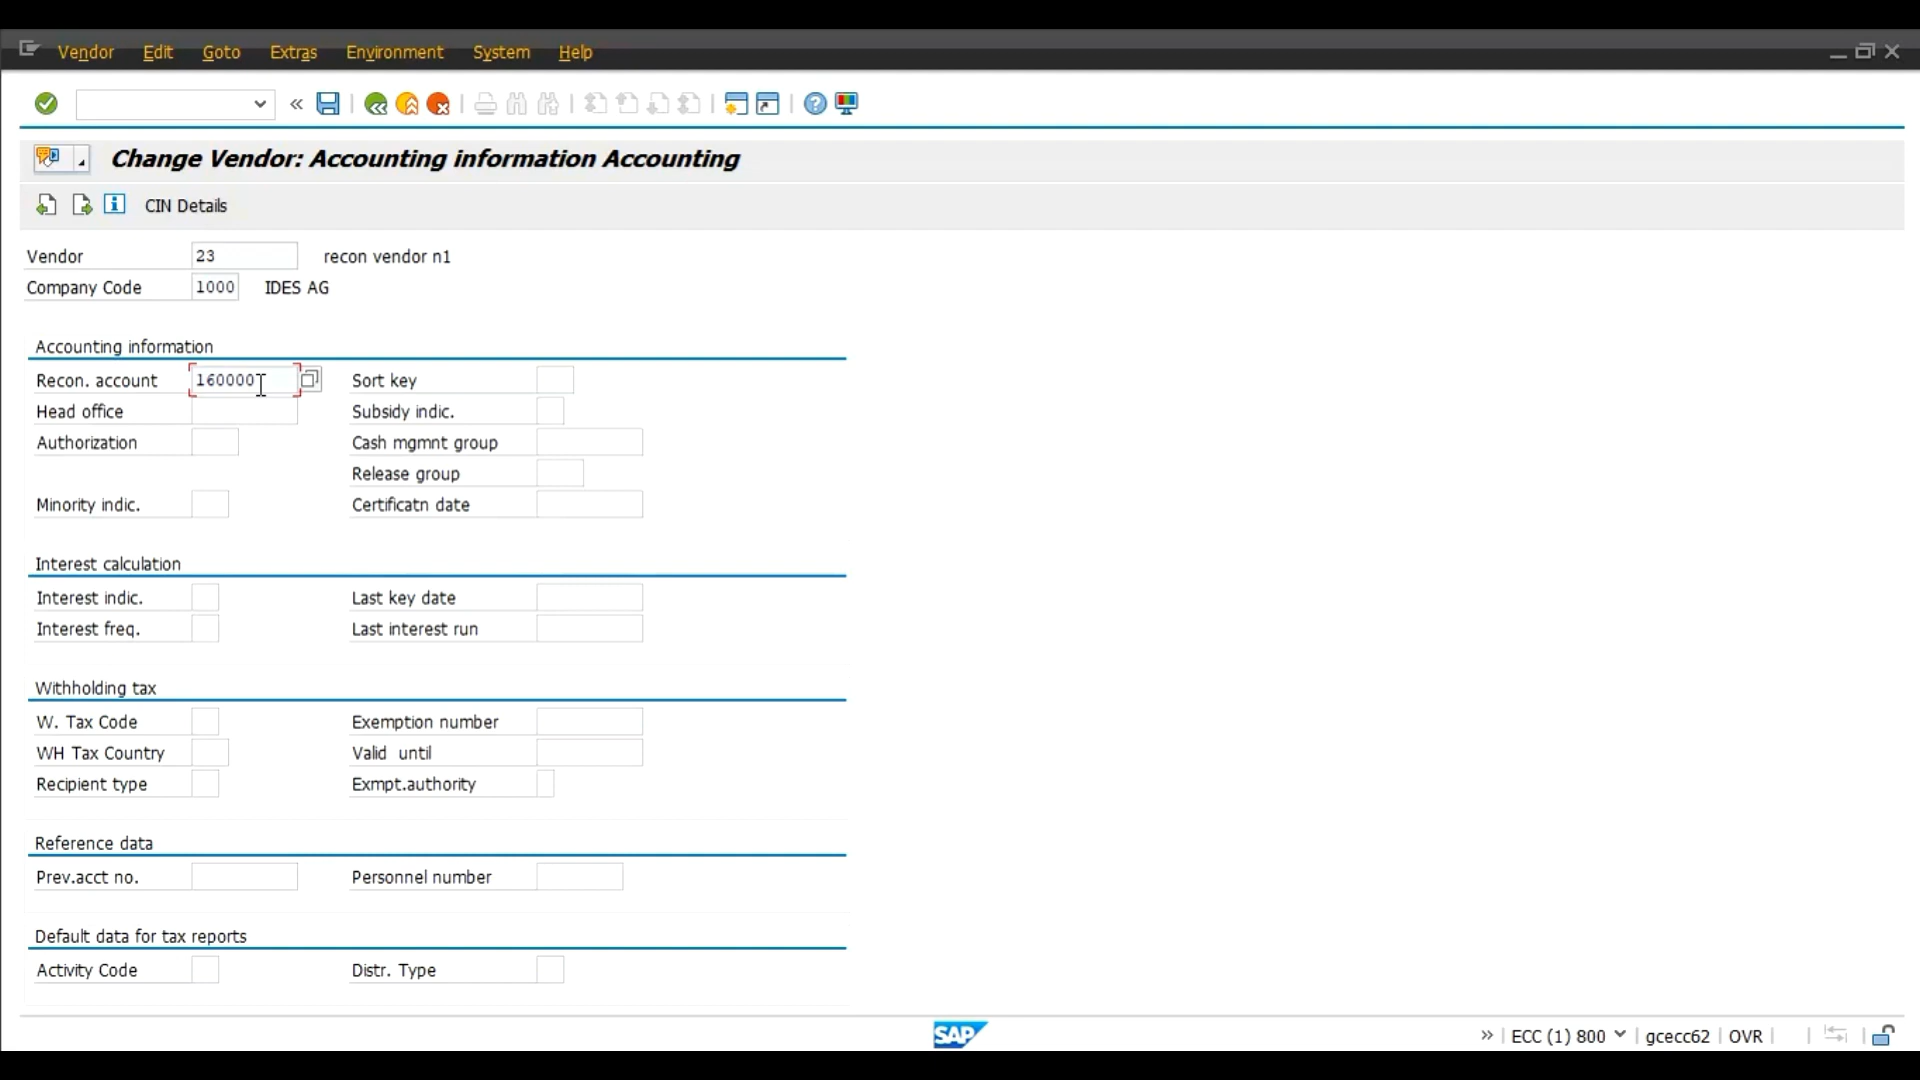 Vendor Edit Goto Extras Environment System Help
Change Vendor: Accounting information Accounting
CIN Details
Vendor 23 recon vendor n1
Company Code 1000 IDES AG
Accounting information
Recon. account 160000 Sort key
Head office Subsidy indic.
Authorization Cash mgmnt group
Release group
Minority indic. Certificatn date
Interest calculation
Interest indic. Last key date
Interest freq. Last interest run
Withholding tax
W. Tax Code Exemption number
WH Tax Country Valid until
Recipient type Exmpt.authority
Reference data
Prev.acct no. Personnel number
Default data for tax reports
Activity Code Distr. Type
SAP ECC (1) 800 gcecc62 OVR